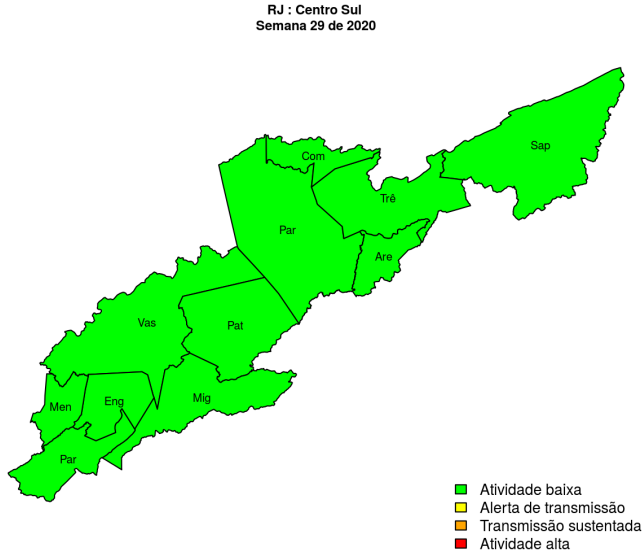 RJ : Centro Sul
Semana 29 de 2020
Sap
Com
Trê
Par
Are
Vas
Pat
Mig
Men
Eng
Par
Atividade baixa
Alerta de transmissão
Transmissão sustentada
Atividade alta